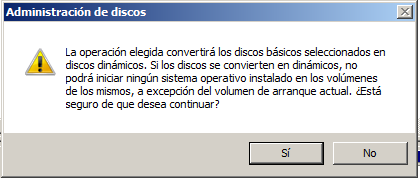 Administración de discos
La operación elegida convertirá los discos básicos seleccionados en
discos dinámicos. Si los discos se convierten en dinámicos, no
podrá iniciar ningún sistema operativo instalado en los volúmenes
de los mismos, a excepción del volumen de arranque actual. ¿Está
seguro de que desea continuar?
Sí
No